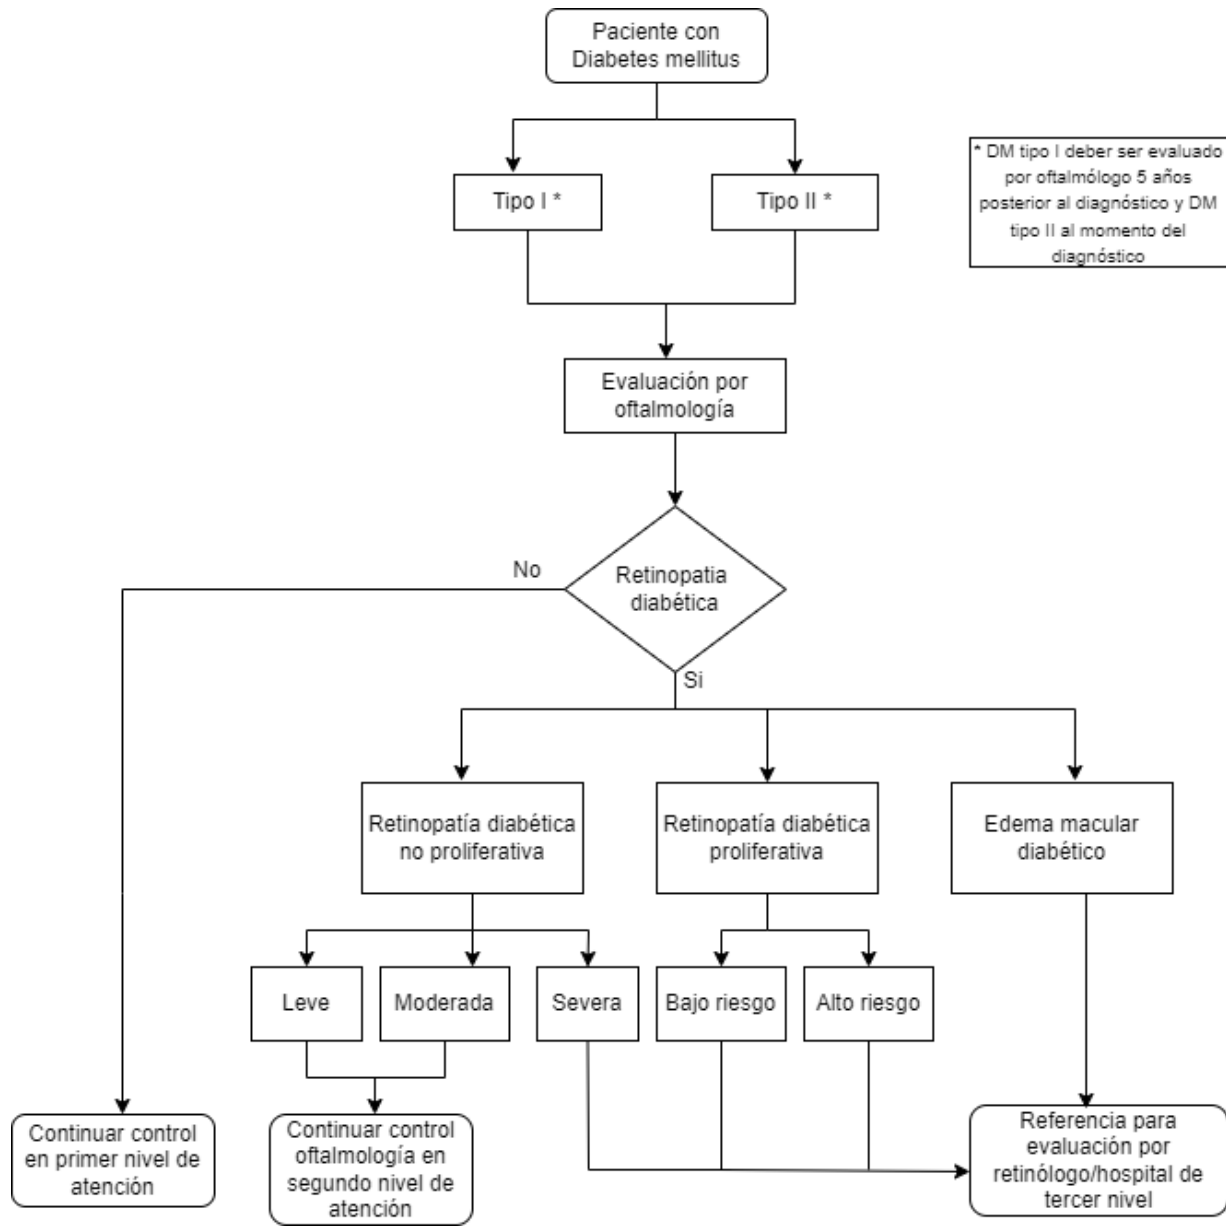 Paciente con
Diabetes mellitus
Tipo I *
Tipo II *
* DM tipo I deber ser evaluado
por oftalmólogo 5 años
posterior al diagnóstico y DM
tipo II al momento del
diagnóstico
Evaluación por
oftalmología
Retinopatia
diabética
No
Si
Retinopatía diabética
no proliferativa
Retinopatía diabética
proliferativa
Edema macular
diabético
Leve
Moderada
Severa
Bajo riesgo
Alto riesgo
Continuar control
en primer nivel de
atención
Continuar control
oftalmología en
segundo nivel de
atención
Referencia para
evaluación por
retinólogo/hospital de
tercer nivel